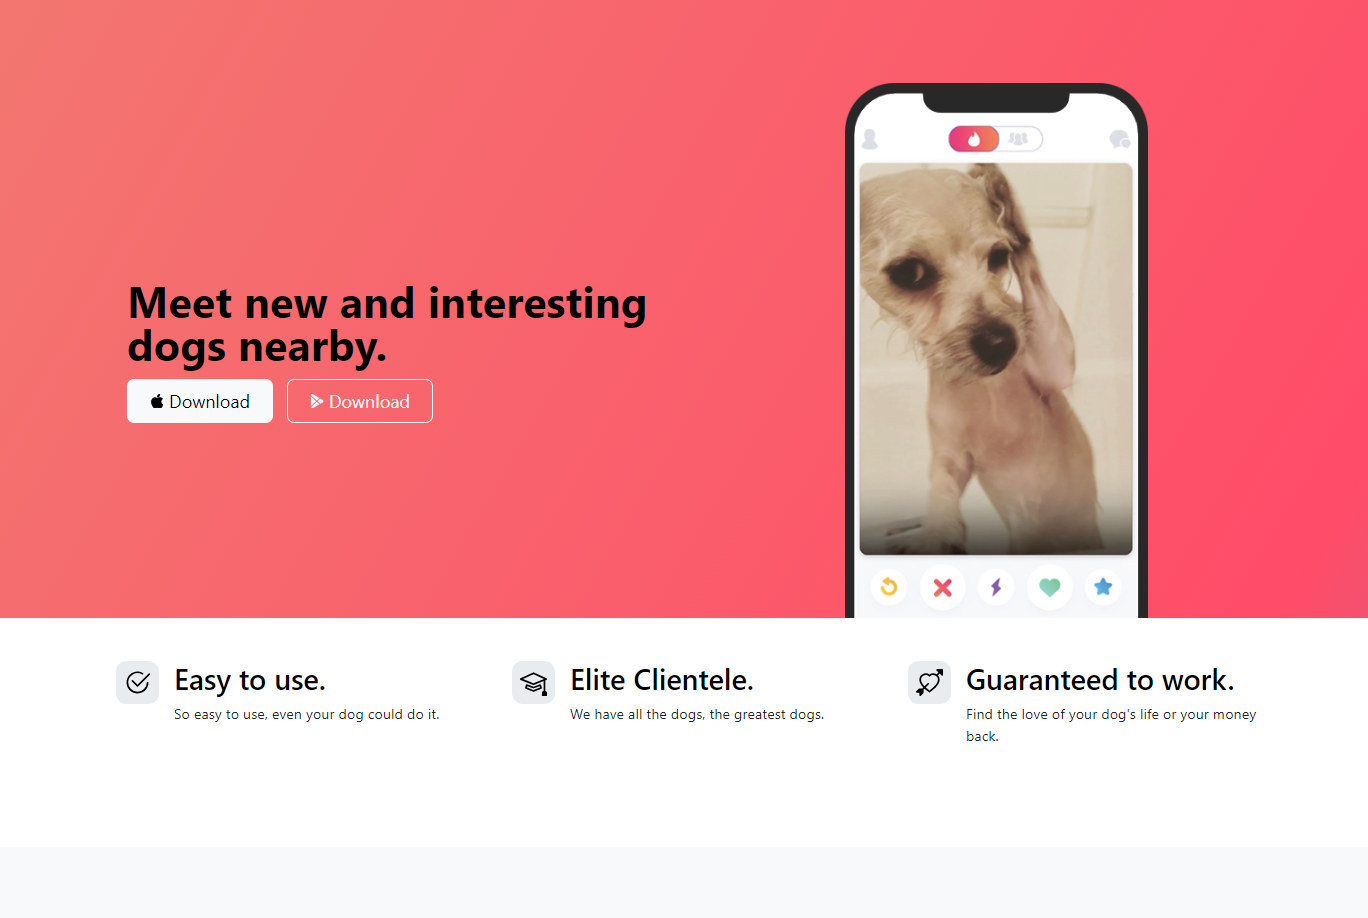 Meet new and interesting
dogs nearby.
Download
Download
Easy to use.
So easy to use, even your dog could do it.
Elite Clientele.
We have all the dogs, the greatest dogs.
Guaranteed to work.
Find the love of your dog's life or your money
back.